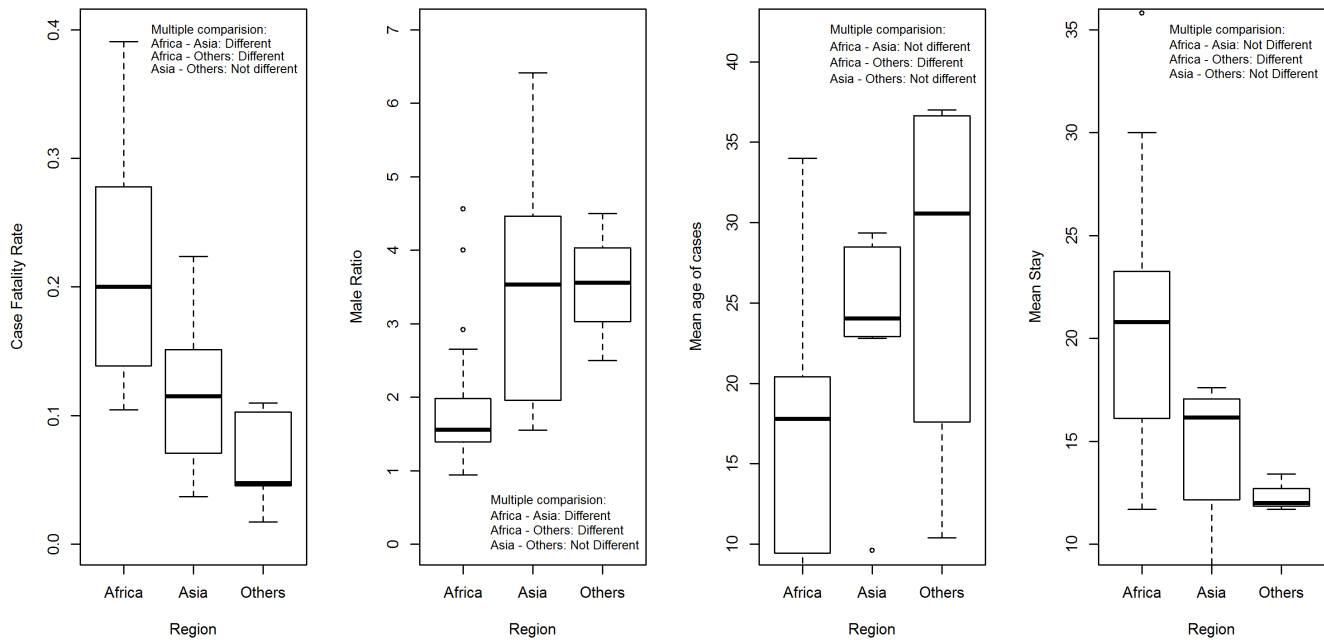 Multiple comparision:
Africa - Asia: Different
Africa - Others: Different
Asia - Others: Not different
Case Fatality Rate
0.4
0.3
0.2
0.1
0.0
Africa Asia Others
Region
Male Ratio
7
6
5
4
3
2
1
0
Multiple comparision:
Africa - Asia: Different
Africa - Others: Different
Asia - Others: Not Different
Africa Asia Others
Region
Multiple comparision:
Africa - Asia: Not different
Africa - Others: Different
Asia - Others: Not different
Mean age of cases
40
35
30
25
20
15
10
Africa Asia Others
Region
Multiple comparision:
Africa - Asia: Not Different
Africa - Others: Different
Asia - Others: Not Different
Mean Stay
35
30
25
20
15
10
Africa Asia Others
Region